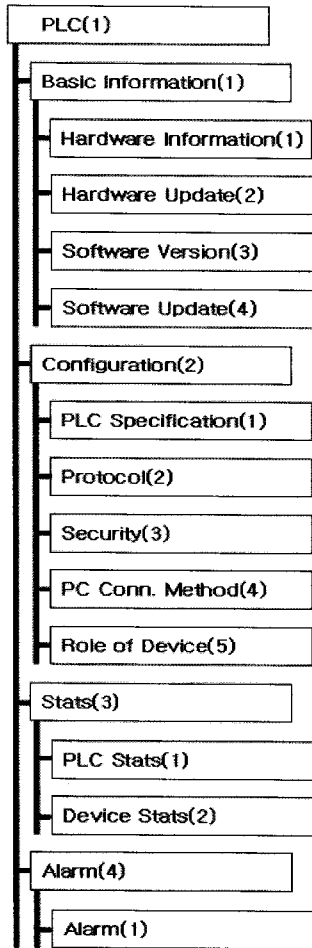 PLC(1)
Basic Information(1)
Hardware Information(1)
Hardware Update(2)
Software Version(3)
Software Update(4)
Configuration(2)
PLC Specification(1)
Protocol(2)
Security(3)
PC Conn. Method(4)
Role of Device(5)
Stats(3)
PLC Stats(1)
Device Stats(2)
Alarm(4)
Alarm(1)